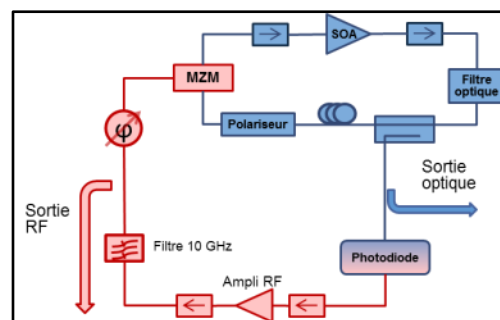 SOA
MZM
Filtre
optique
Polariseur
φ
Sortie
optique
Sortie
RF
Filtre 10 GHz
Photodiode
Ampli RF